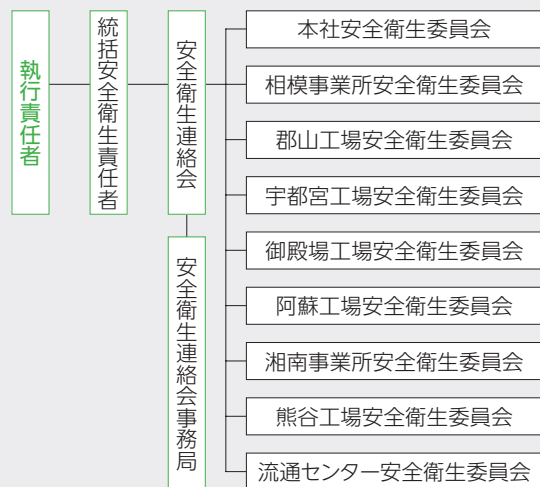 執行責任者
統括安全衛生責任者
安全衛生連絡会
安全衛生連絡会事務局
本社安全衛生委員会
相模事業所安全衛生委員会
郡山工場安全衛生委員会
宇都宮工場安全衛生委員会
御殿場工場安全衛生委員会
阿蘇工場安全衛生委員会
湘南事業所安全衛生委員会
熊谷工場安全衛生委員会
流通センター安全衛生委員会